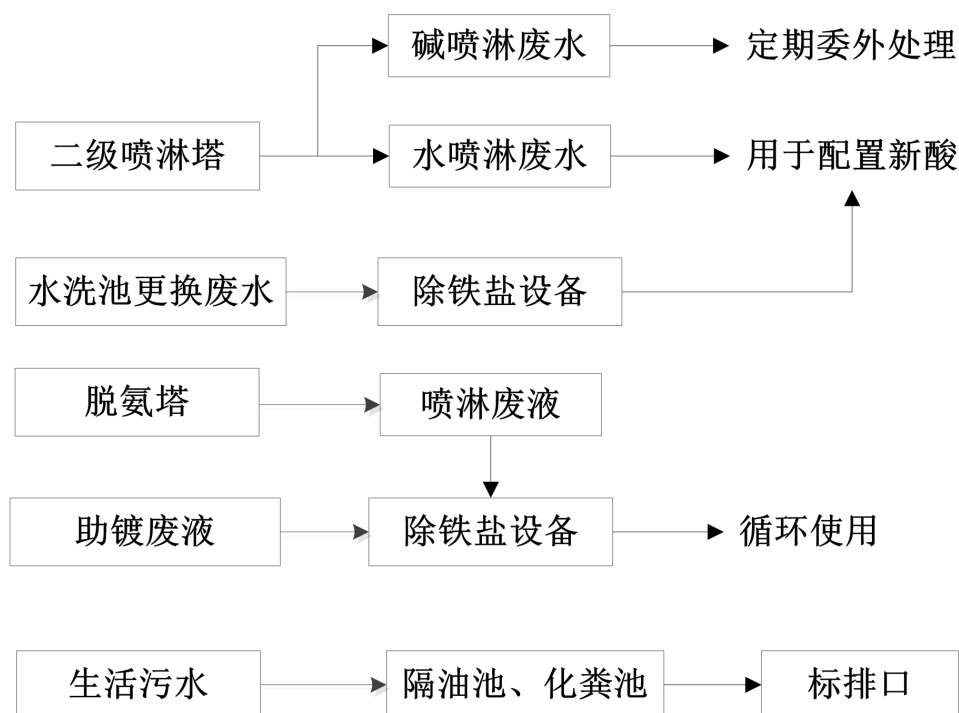 碱喷淋废水
定期委外处理
二级喷淋塔
水喷淋废水
用于配置新酸
水洗池更换废水
除铁盐设备
脱氨塔
喷淋废液
助镀废液
除铁盐设备
循环使用
生活污水
隔油池、化粪池
标排口